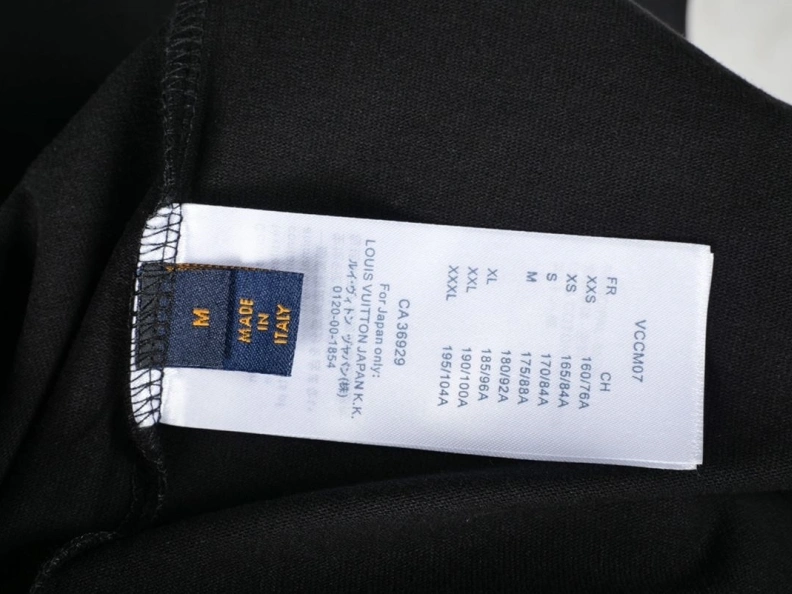 VCCM07
FR CH
XXS 160/76A
XS 165/84A
S 170/84A
M 175/88A
180/92A
XL 185/96A
XXL 190/100A
XXXL 195/104A
CA 36929
For Japan only:
LOUIS VUITTON JAPAN K.K.
ルイ・ヴィトン ヅャパン(株)
0120-00-1854
M
MADE
IN
ITALY